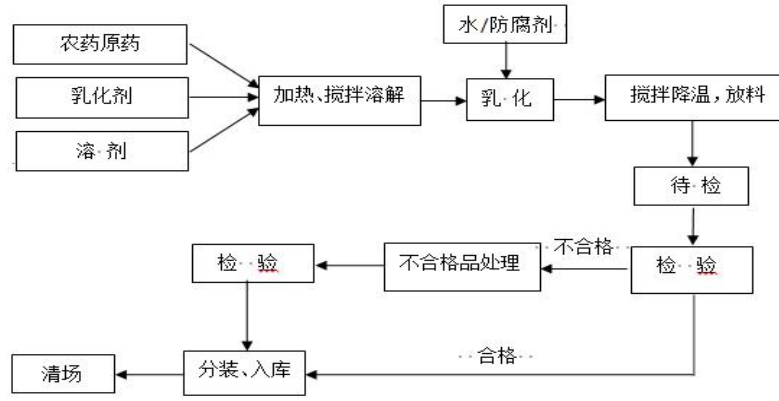 水/防腐剂
农药原药
乳化剂
加热、搅拌溶解
乳化
搅拌降温，放料
溶剂
待检
检验
不合格品处理
不合格
检验
合格
清场
分装、入库